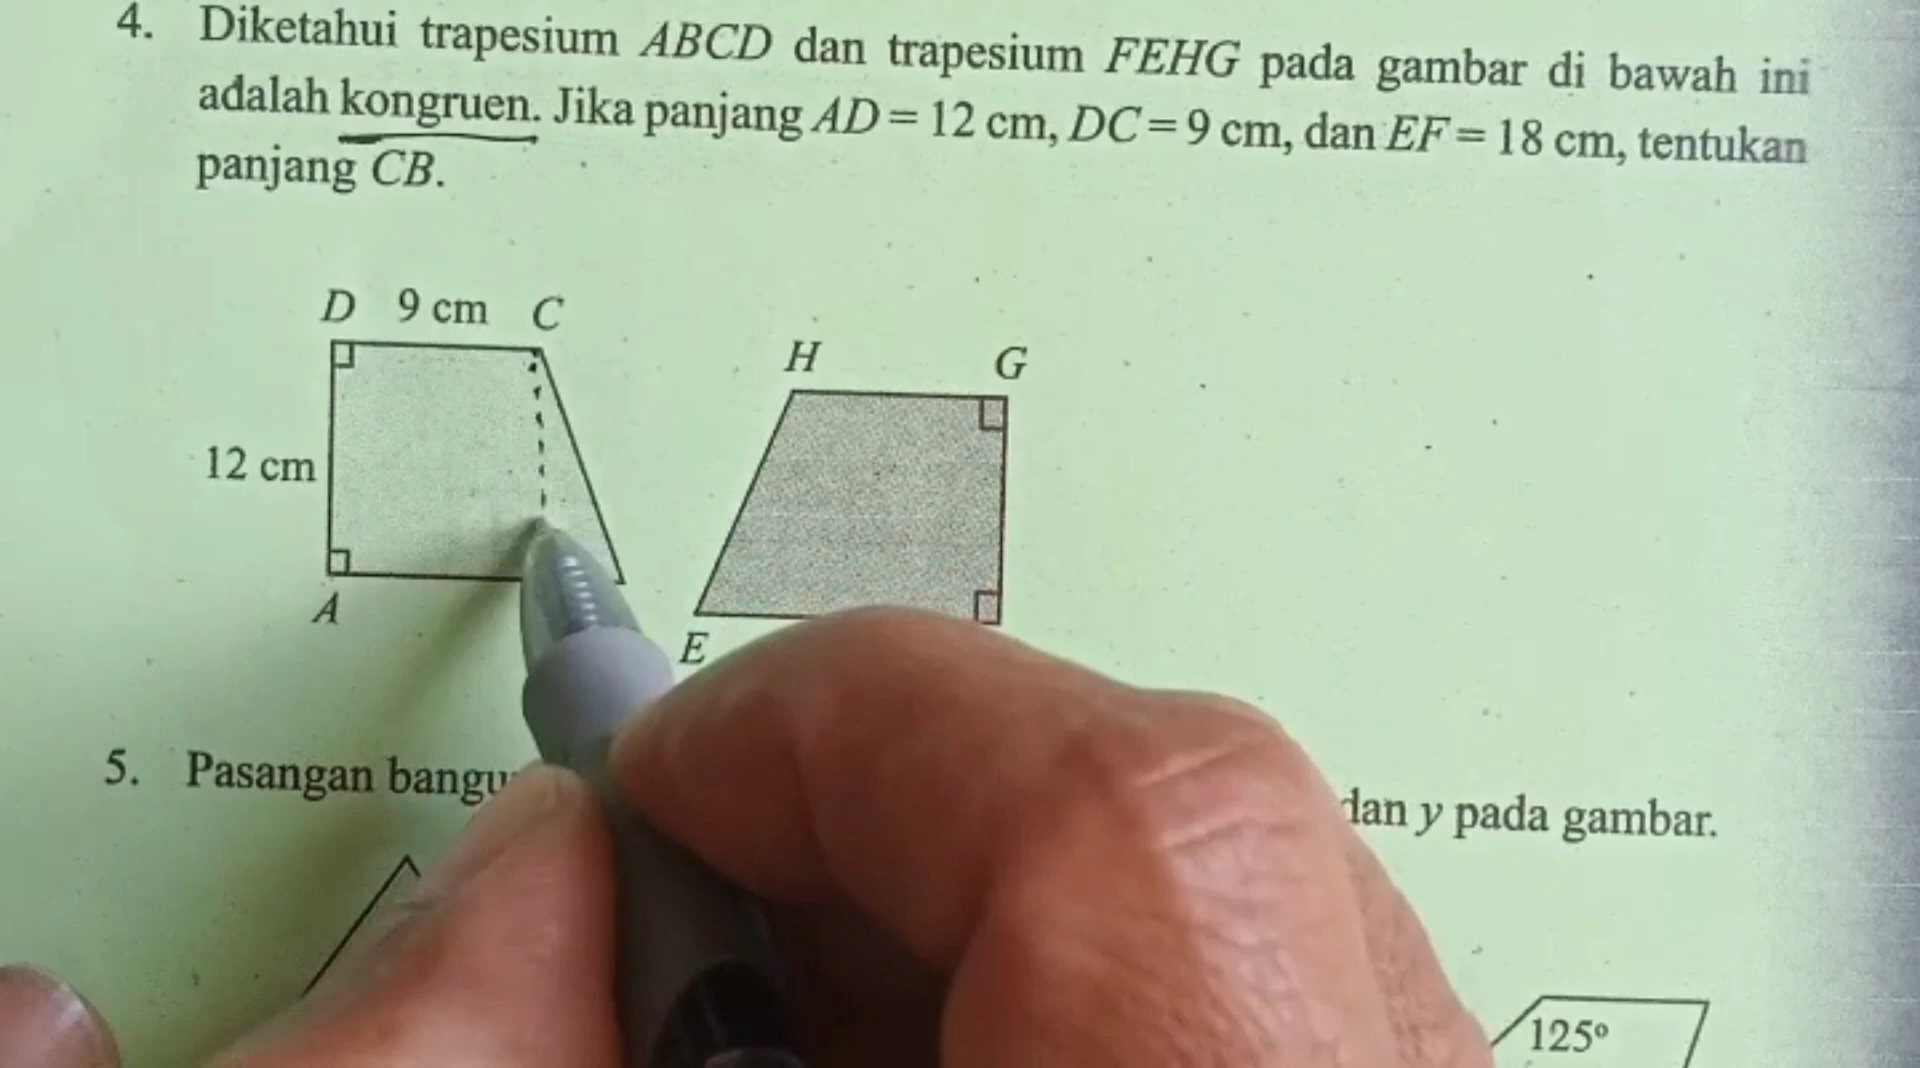 4. Diketahui trapesium ABCD dan trapesium FEHG pada gambar di bawah ini
adalah kongruen. Jika panjang AD = 12 cm, DC = 9 cm, dan EF = 18 cm, tentukan
panjang CB.
D 9 cm C
H G
12 cm
A
E
5. Pasangan
dan y pada gambar.
125°